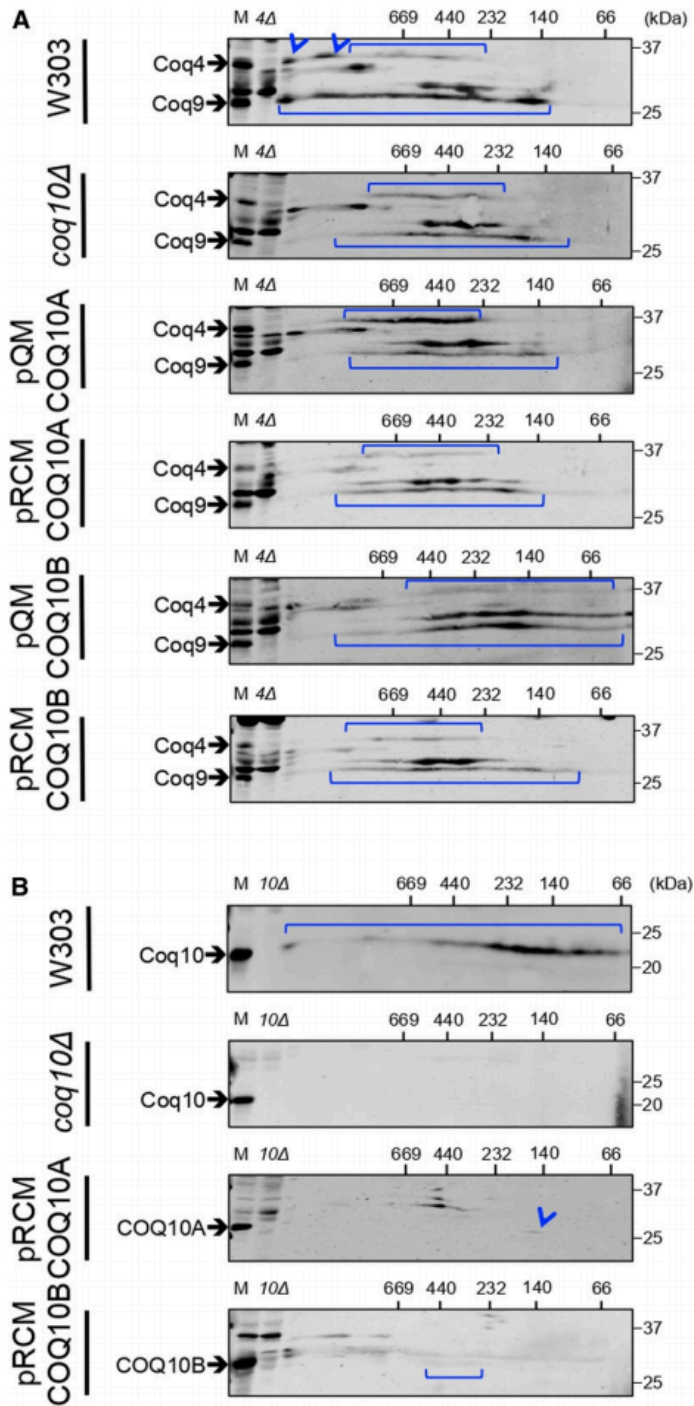 A
M 4Δ 669 440 232 140 66 (kDa)
W303
Coq4
Coq9
37
25
M 4Δ 669 440 232 140 66
coq10Δ
Coq4
Coq9
37
25
M 4Δ 669 440 232 140 66
pQM
COQ10A
Coq4
Coq9
37
25
M 4Δ 669 440 232 140 66
pRCM
COQ10A
Coq4
Coq9
37
25
M 4Δ 669 440 232 140 66
pQM
COQ10B
Coq4
Coq9
37
25
M 4Δ 669 440 232 140 66
pRCM
COQ10B
Coq4
Coq9
37
25
B
M 10Δ 669 440 232 140 66 (kDa)
W303
Coq10
25
20
M 10Δ 669 440 232 140 66
coq10Δ
Coq10
25
20
M 10Δ 669 440 232 140 66
pRCM
COQ10A
COQ10A
37
25
M 10Δ 669 440 232 140 66
pRCM
COQ10B
COQ10B
37
25